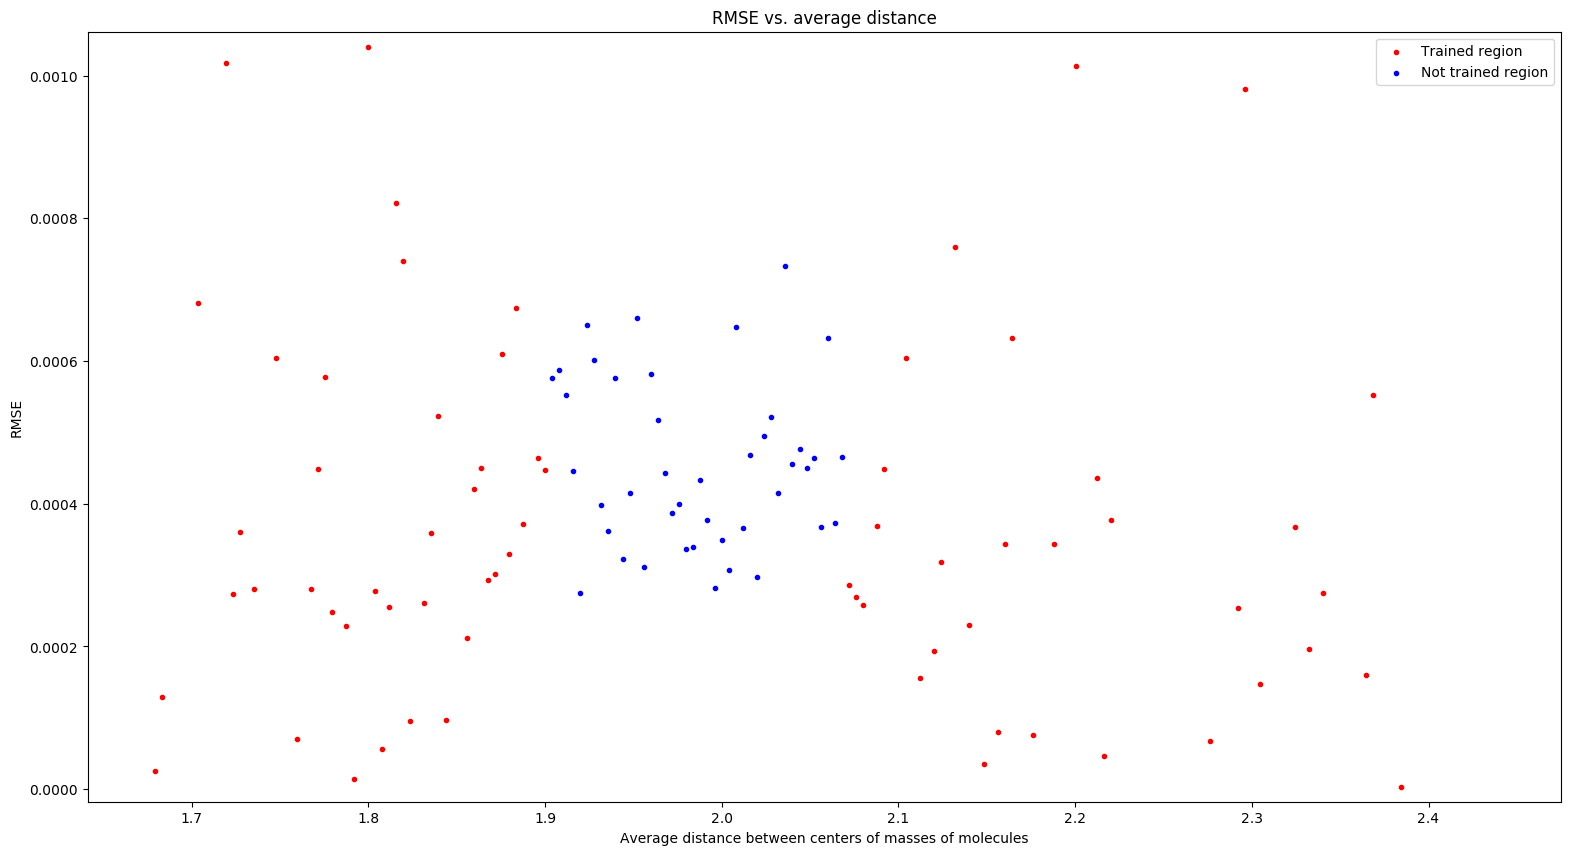 RMSE vs. average distance
Trained region
Not trained region
0.0010
0.0008
0.0006
0.0004
0.0002
0.0000
RMSE
1.7 1.8 1.9 2.0 2.1 2.2 2.3 2.4
Average distance between centers of masses of molecules